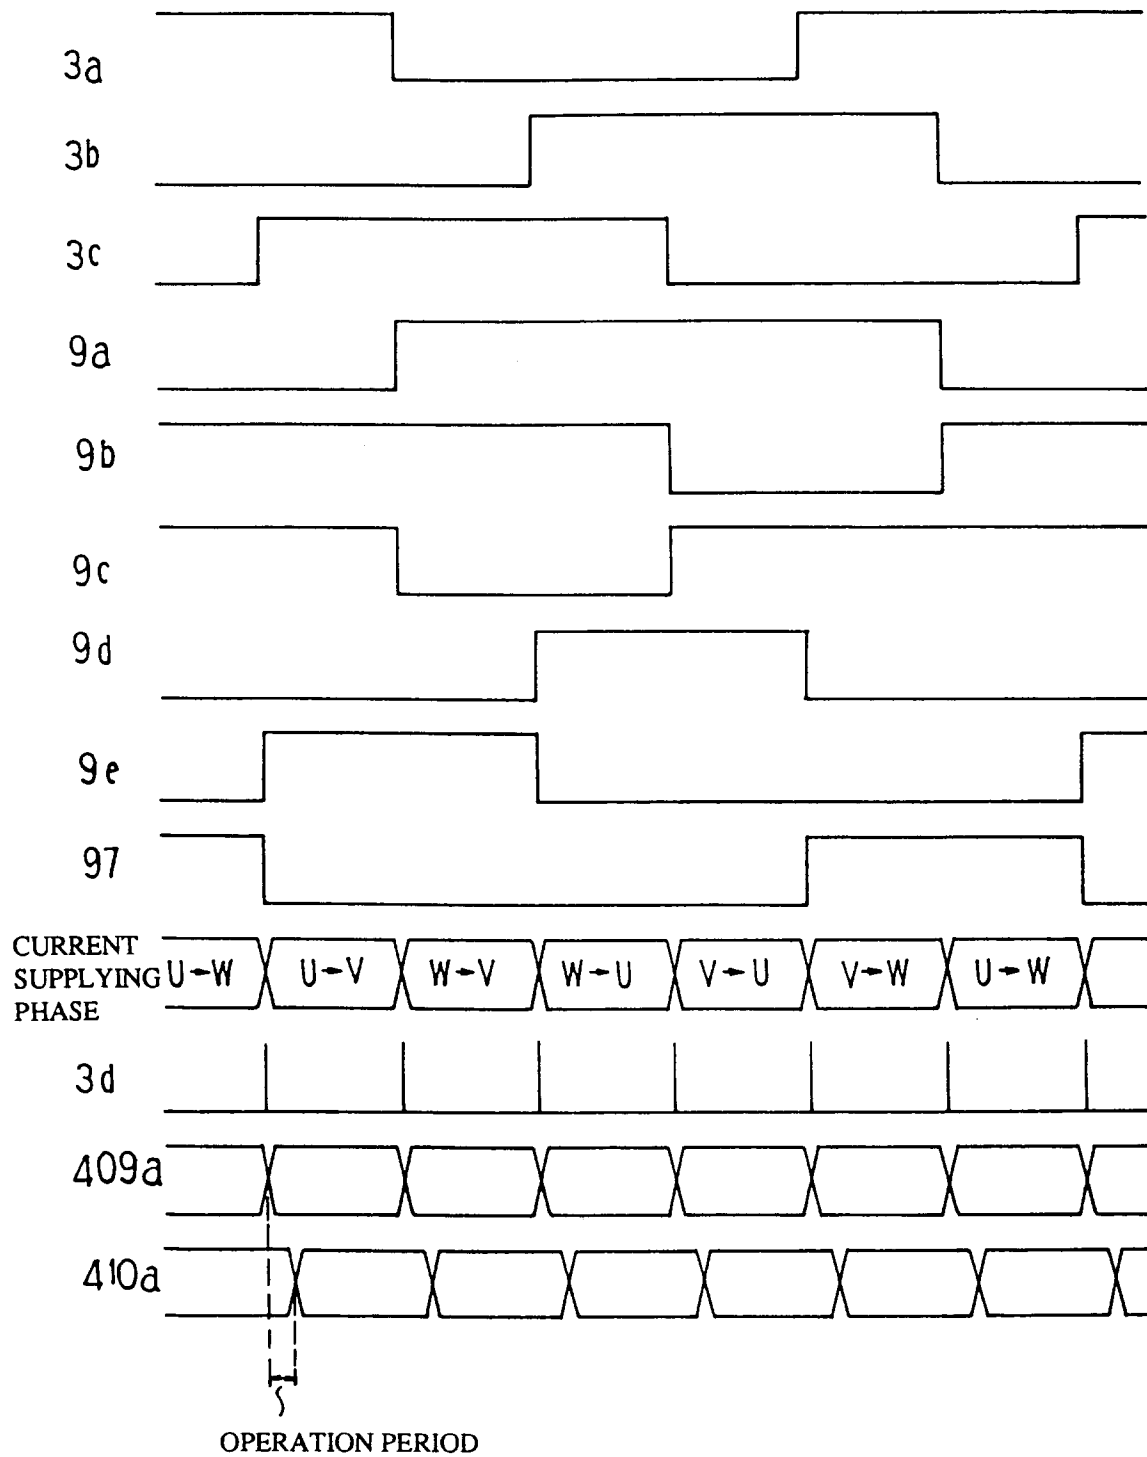 3a
3b
3c
9a
9b
9c
9d
9e
97
CURRENT
SUPPLYING
PHASE
U→W U→V W→V W→U V→U V→W U→W
3d
409a
410a
OPERATION PERIOD